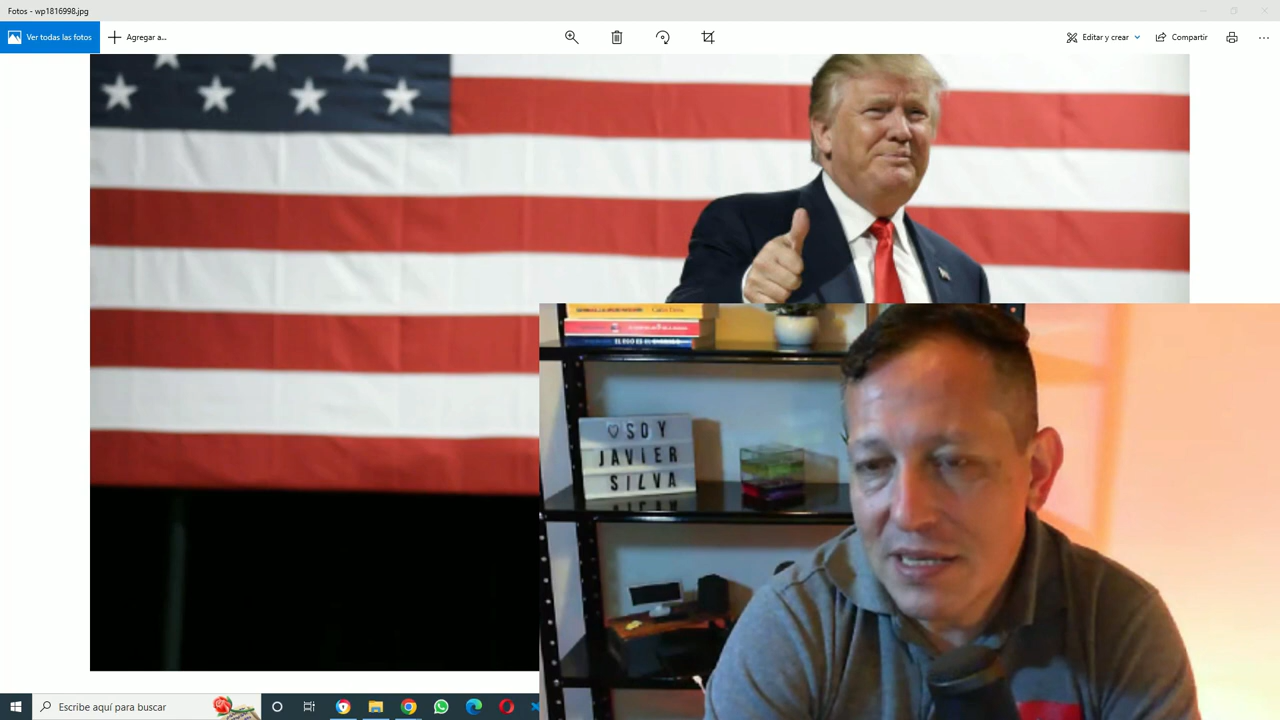 Fotos - wp1816998.jpg
Ver todas las fotos
Agregar a...
Editar y crear
Compartir
SOY
JAVIER
SILVA
Escribe aquí para buscar